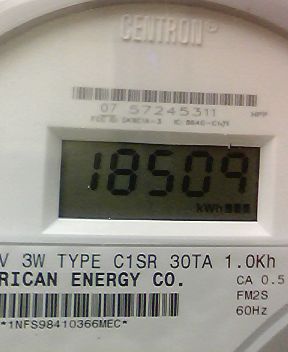 CENTRON®
07 57245311
18509
kWh
V 3W TYPE C1SR 30TA 1.0Kh
RICAN ENERGY CO.
CA 0.5
FM2S
60Hz
*1NFS98410366MEC*